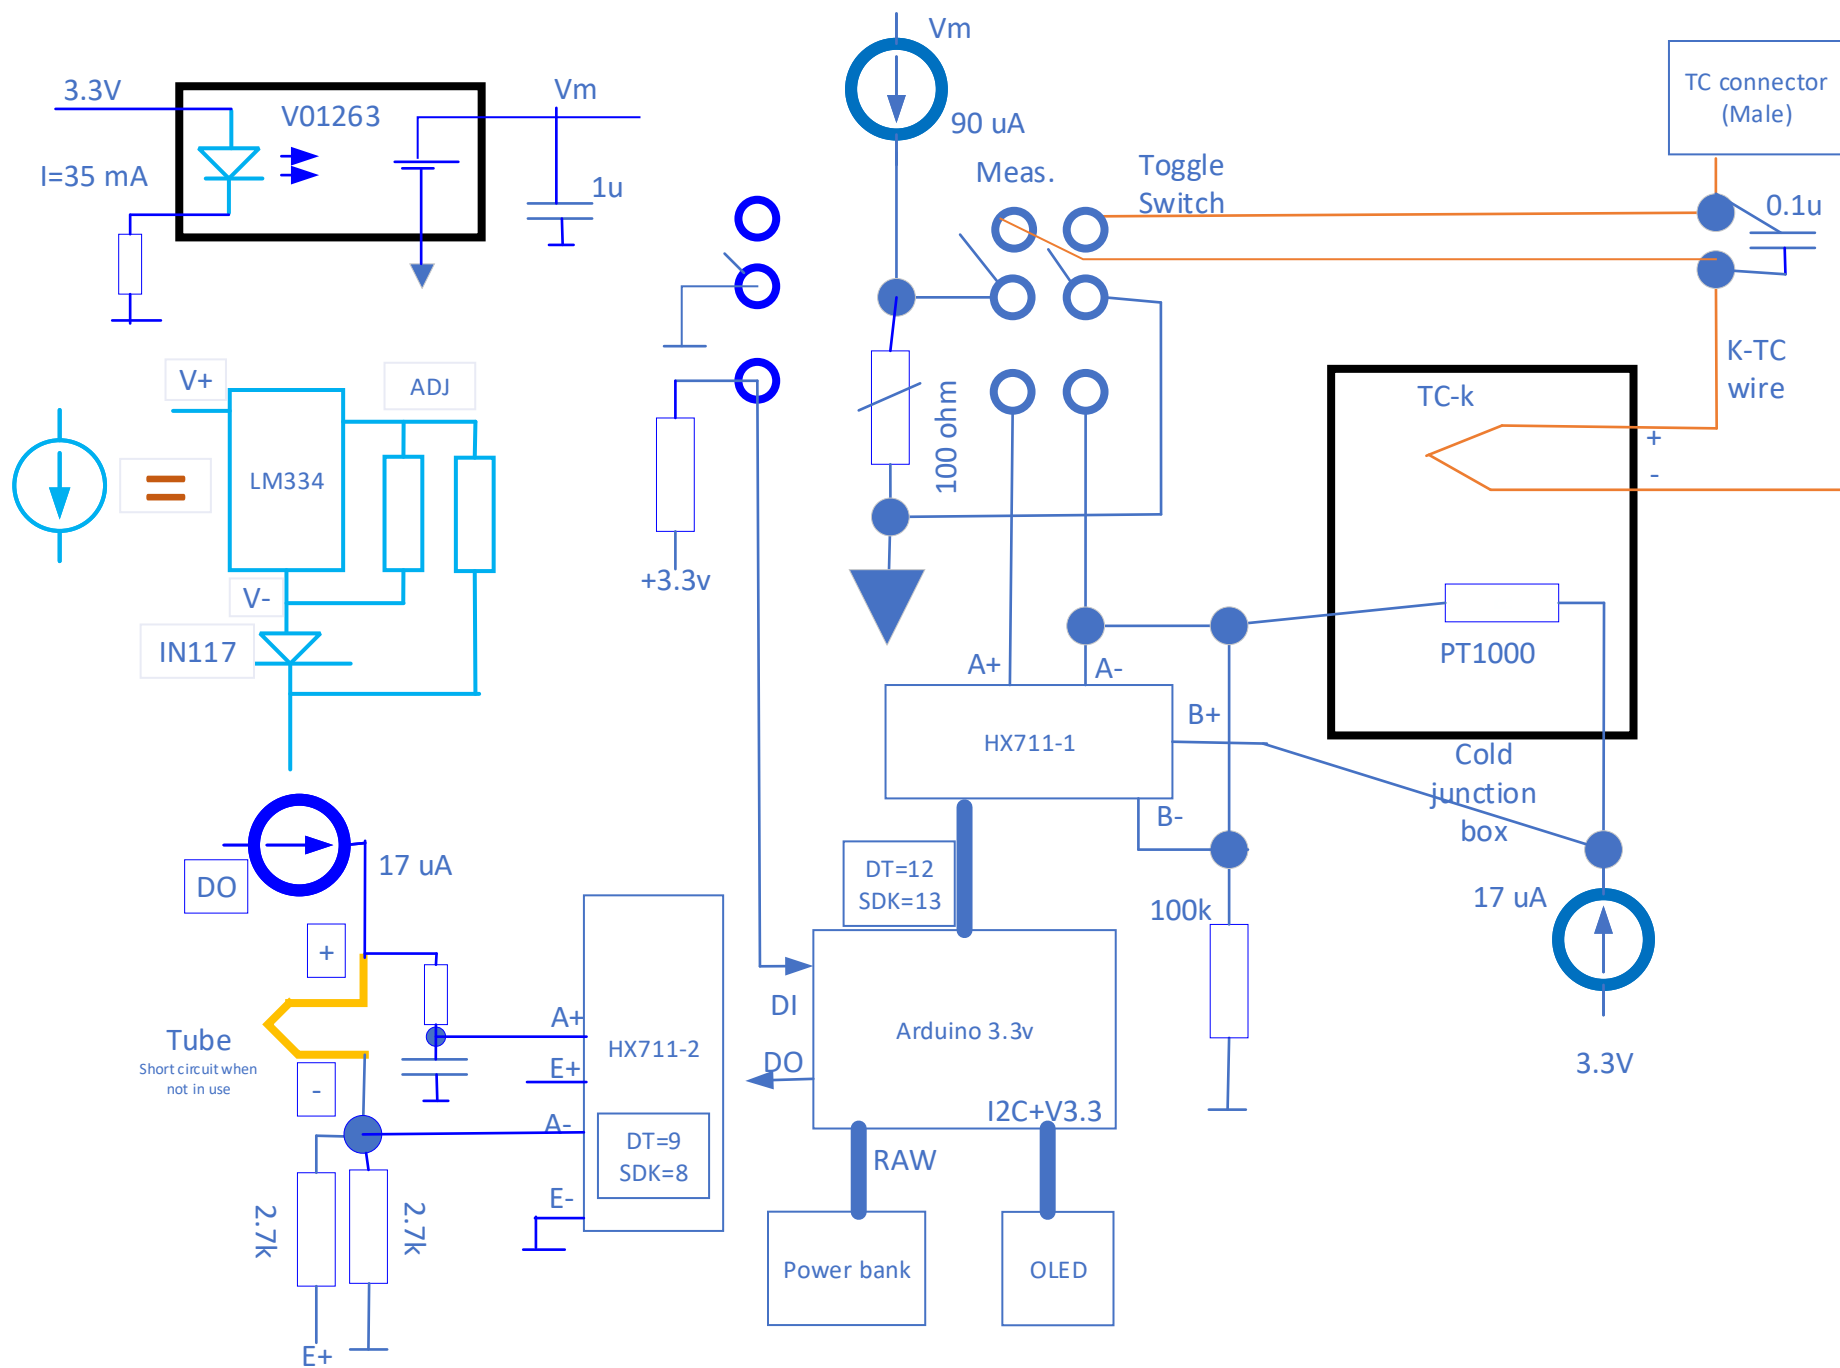 Vm
3.3V
V01263
Vm
I=35 mA
1u
90 uA
Meas.
Toggle
Switch
TC connector
(Male)
0.1u
K-TC
wire
V+
ADJ
LM334
=
V-
IN117
100 ohm
+3.3v
TC-k
+
-
PT1000
A+
A-
B+
HX711-1
B-
Cold
junction
box
DO
17 uA
DT=12
SDK=13
100k
17 uA
3.3V
+
Tube
Short circuit when
not in use
-
A+
E+
A-
E-
HX711-2
DT=9
SDK=8
DI
DO
Arduino 3.3v
I2C+V3.3
RAW
2.7k
2.7k
E+
Power bank
OLED